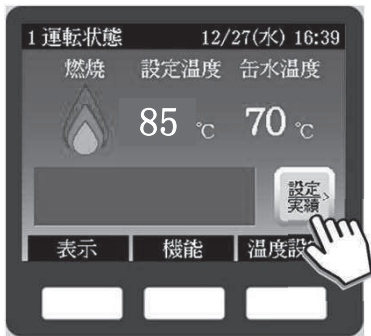 1 運転状態 12/27(水) 16:39
燃焼 設定温度 缶水温度
85 ℃ 70 ℃
設定
実績 >
表示 機能 温度設